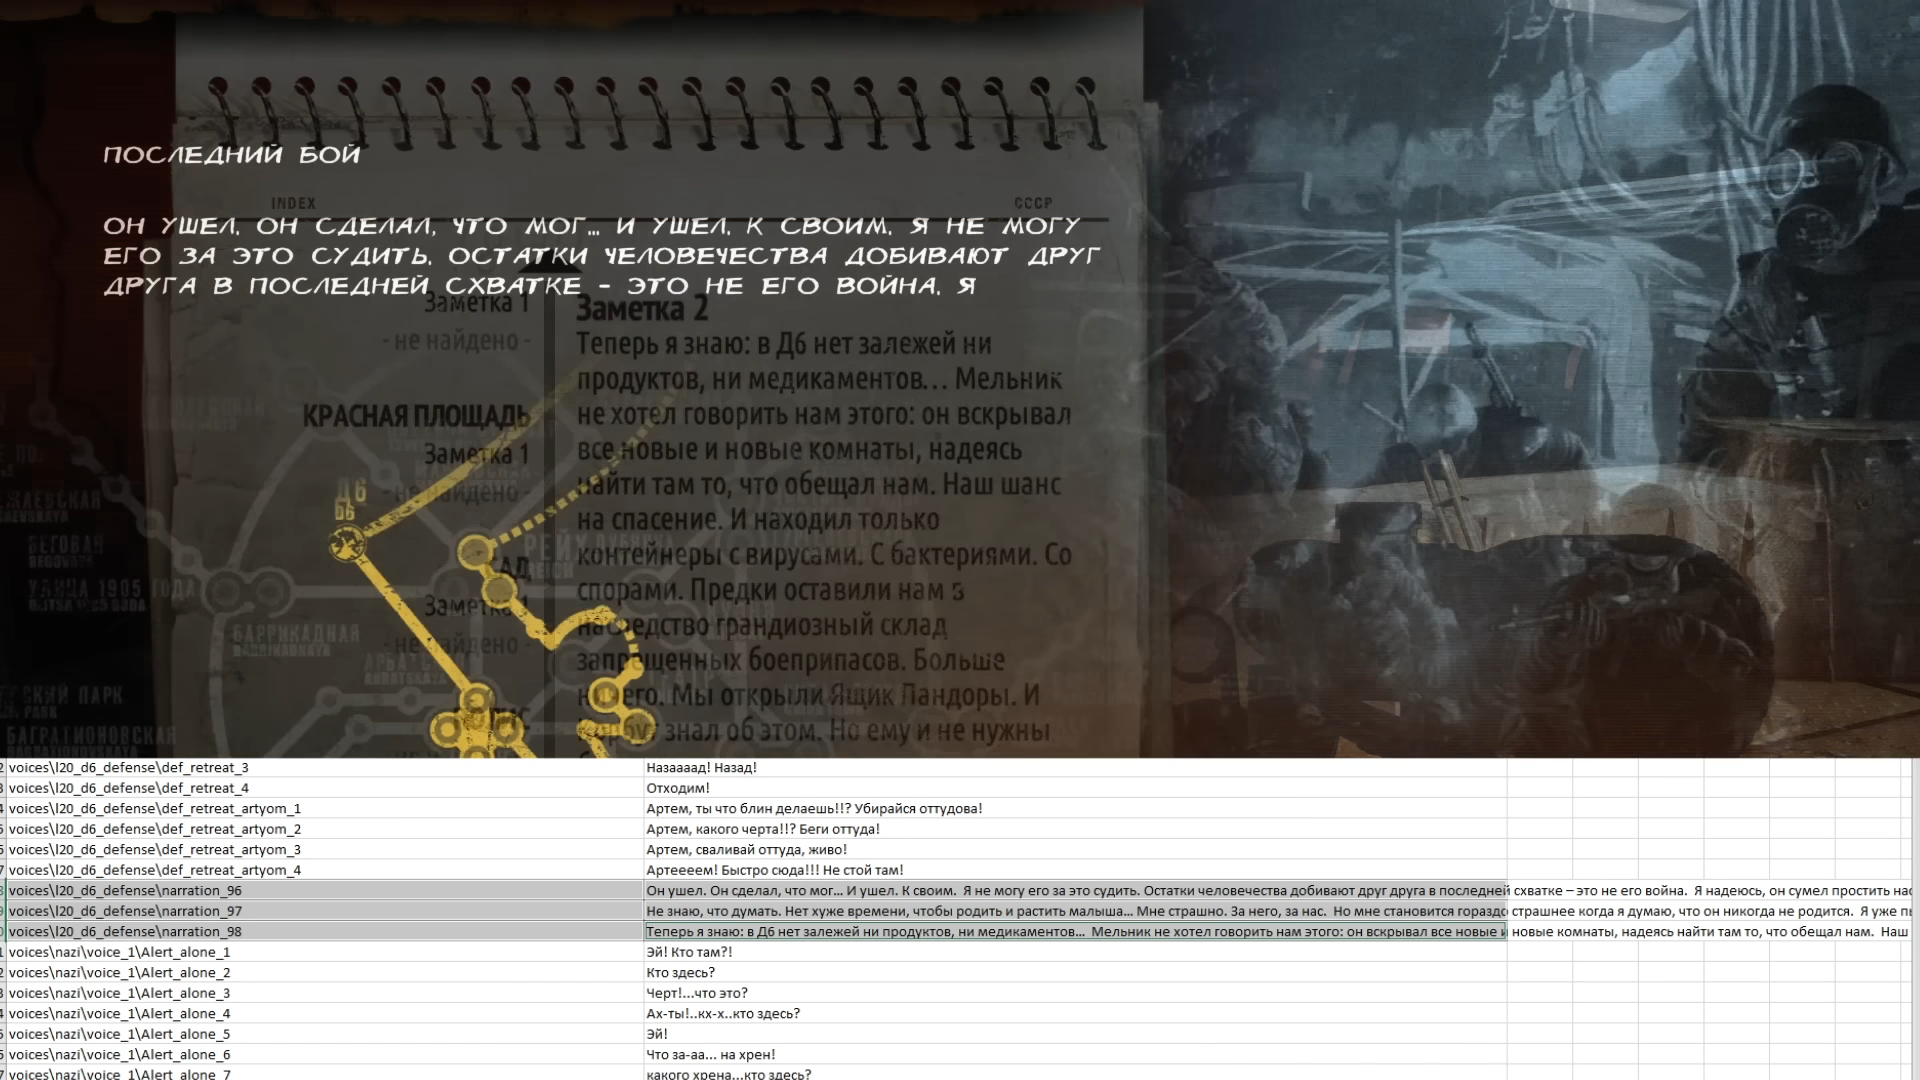 ПОСЛЕДНИЙ БОЙ
INDEX
СССР
ОН УШЕЛ. ОН СДЕЛАЛ, ЧТО МОГ... И УШЕЛ. К СВОИМ. Я НЕ МОГУ
ЕГО ЗА ЭТО СУДИТЬ. ОСТАТКИ ЧЕЛОВЕЧЕСТВА ДОБИВАЮТ ДРУГ
ДРУГА В ПОСЛЕДНЕЙ СХВАТКЕ - ЭТО НЕ ЕГО ВОЙНА. Я
Заметка 1
- не найдено -
КРАСНАЯ ПЛОЩАДЬ
Заметка 1
- не найдено -
Д6
D6
Заметка 1
- не найдено -
Заметка 2
Теперь я знаю: в Д6 нет залежей ни
продуктов, ни медикаментов... Мельник
не хотел говорить нам этого: он вскрывал
все новые и новые комнаты, надеясь
найти там то, что обещал нам. Наш шанс
на спасение. И находил только
контейнеры с вирусами. С бактериями. Со
спорами. Предки оставили нам в
наследство грандиозный склад
запрещенных боеприпасов. Больше
ничего. Мы открыли Ящик Пандоры. И
знал об этом. Но ему и не нужны
БЕГОВАЯ
BEGOVAYA
УЛИЦА 1905 ГОДА
БАРРИКАДНАЯ
BARRIKADNAYA
РЕЙХ
REICH
ПАРК
PARK
БАГРАТИОНОВСКАЯ
BAGRATIONOVSKAYA
voices\l20_d6_defense\def_retreat_3 Назааааад! Назад!
voices\l20_d6_defense\def_retreat_4 Отходим!
voices\l20_d6_defense\def_retreat_artyom_1 Артем, ты что блин делаешь!!? Убирайся оттудова!
voices\l20_d6_defense\def_retreat_artyom_2 Артем, какого черта!!? Беги оттуда!
voices\l20_d6_defense\def_retreat_artyom_3 Артем, сваливай оттуда, живо!
voices\l20_d6_defense\def_retreat_artyom_4 Артеееем! Быстро сюда!!! Не стой там!
voices\l20_d6_defense\narration_96 Он ушел. Он сделал, что мог... И ушел. К своим. Я не могу его за это судить. Остатки человечества добивают друг друга в последней схватке – это не его война. Я надеюсь, он сумел простить нас
voices\l20_d6_defense\narration_97 Не знаю, что думать. Нет хуже времени, чтобы родить и растить малыша... Мне страшно. За него, за нас. Но мне становится гораздо страшнее когда я думаю, что он никогда не родится. Я уже
voices\l20_d6_defense\narration_98 Теперь я знаю: в Д6 нет залежей ни продуктов, ни медикаментов... Мельник не хотел говорить нам этого: он вскрывал все новые и новые комнаты, надеясь найти там то, что обещал нам. Наш
voices\nazi\voice_1\Alert_alone_1 Эй! Кто там?!
voices\nazi\voice_1\Alert_alone_2 Кто здесь?
voices\nazi\voice_1\Alert_alone_3 Черт!...что это?
voices\nazi\voice_1\Alert_alone_4 Ах-ты!..кх-х..кто здесь?
voices\nazi\voice_1\Alert_alone_5 Эй!
voices\nazi\voice_1\Alert_alone_6 Что за-аа... на хрен!
voices\nazi\voice_1\Alert_alone_7 какого хрена...кто здесь?